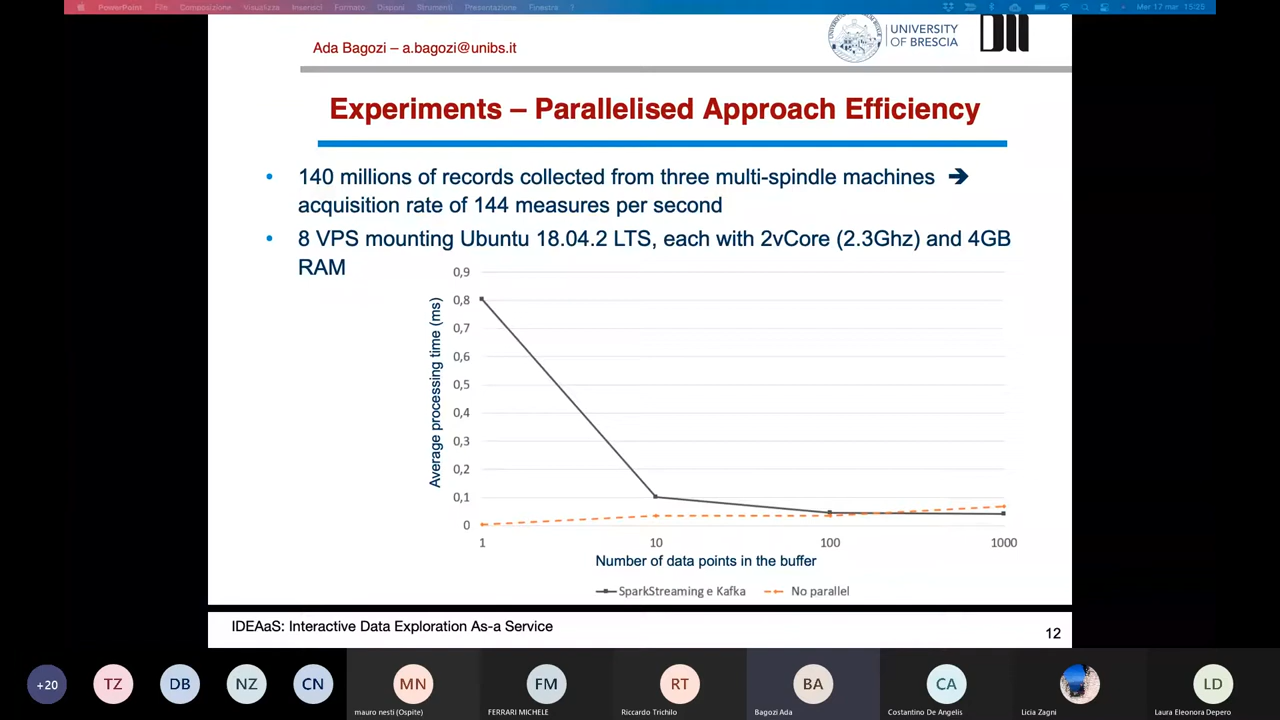 PowerPoint File Composizione Visualizza Inserisci Formato Disponi Strumenti Presentazione Finestra ? Mer 17 mar 15:25
Ada Bagozi – a.bagozi@unibs.it
UNIVERSITY
OF BRESCIA
Experiments – Parallelised Approach Efficiency
• 140 millions of records collected from three multi-spindle machines ➔
acquisition rate of 144 measures per second
• 8 VPS mounting Ubuntu 18.04.2 LTS, each with 2vCore (2.3Ghz) and 4GB
RAM
Average processing time (ms)
0,9
0,8
0,7
0,6
0,5
0,4
0,3
0,2
0,1
0
1 10 100 1000
Number of data points in the buffer
SparkStreaming e Kafka No parallel
IDEAaS: Interactive Data Exploration As-a Service
12
+20 TZ DB NZ CN MN FM RT BA CA LD
mauro nesti (Ospite) FERRARI MICHELE Riccardo Trichilo Bagozi Ada Costantino De Angelis Licia Zagni Laura Eleonora Depero